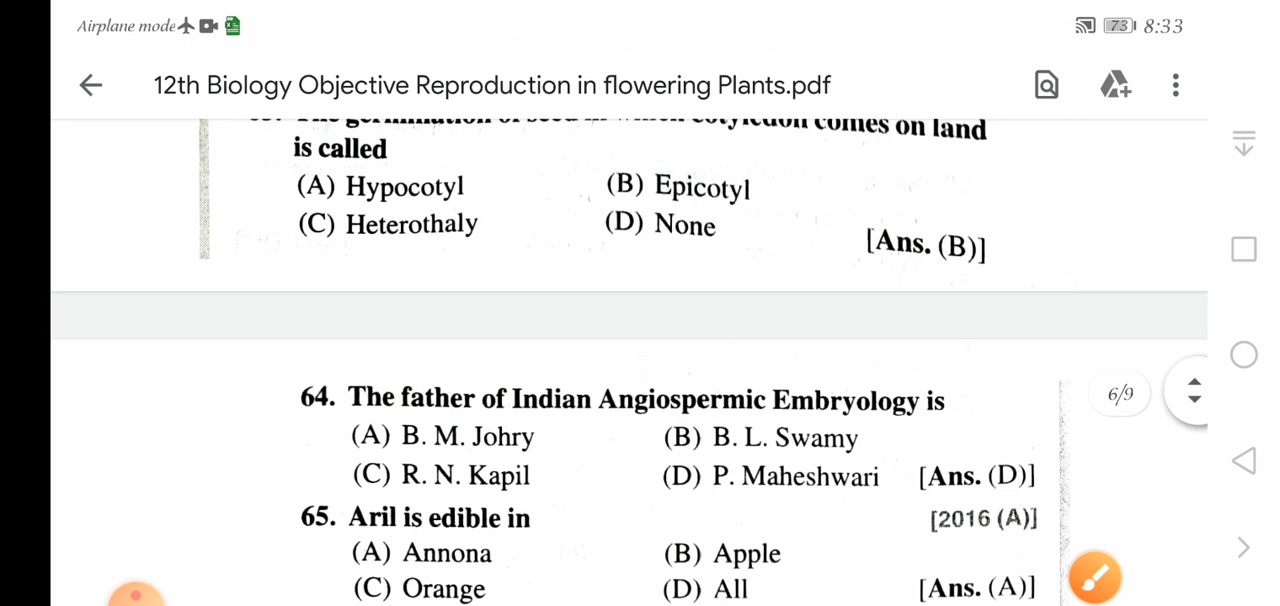 Airplane mode 73 8:33
12th Biology Objective Reproduction in flowering Plants.pdf
comes on land
is called
(A) Hypocotyl (B) Epicotyl
(C) Heterothaly (D) None
[Ans. (B)]
64. The father of Indian Angiospermic Embryology is
(A) B. M. Johry (B) B. L. Swamy
(C) R. N. Kapil (D) P. Maheshwari [Ans. (D)]
65. Aril is edible in [2016 (A)]
(A) Annona (B) Apple
(C) Orange (D) All [Ans. (A)]
6/9